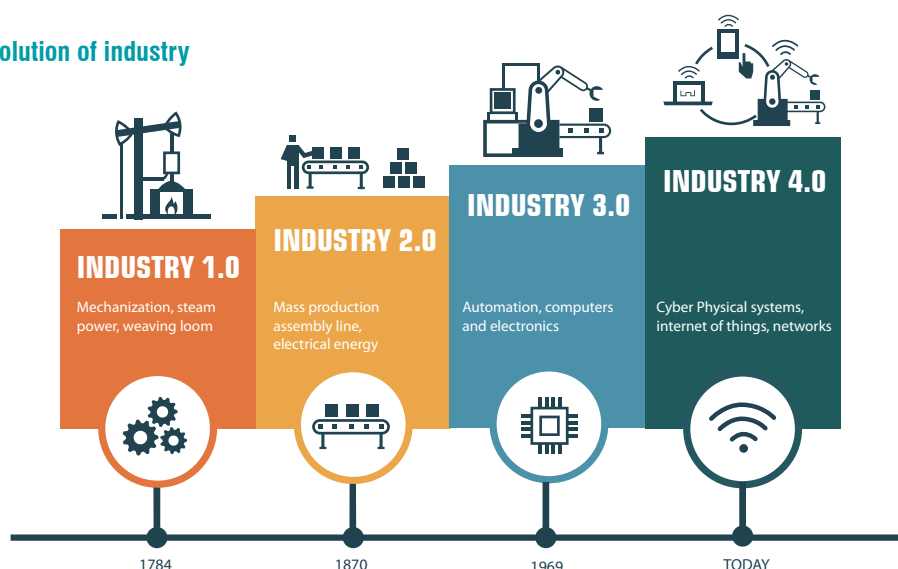 olution of industry
INDUSTRY 1.0
Mechanization, steam
power, weaving loom
INDUSTRY 2.0
Mass production
assembly line,
electrical energy
INDUSTRY 3.0
Automation, computers
and electronics
INDUSTRY 4.0
Cyber Physical systems,
internet of things, networks
1784
1870
1969
TODAY